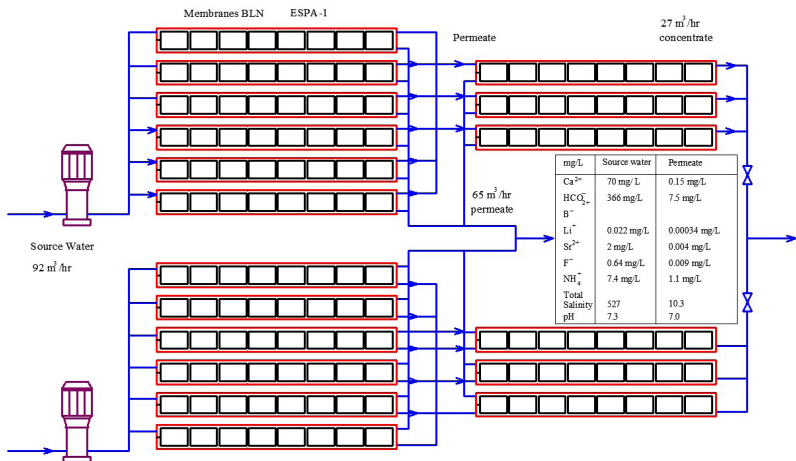 Membranes BLN ESPA-1
27 m³/hr
concentrate
Permeate
65 m³/hr
permeate
Source Water
92 m³/hr
mg/L Source water Permeate
Ca²⁺ 70 mg/L 0.15 mg/L
HCO⁻₂₊ 366 mg/L 7.5 mg/L
B⁻
Li⁺ 0.022 mg/L 0.00034 mg/L
Sr²⁺ 2 mg/L 0.004 mg/L
F⁻ 0.64 mg/L 0.009 mg/L
NH₄⁺ 7.4 mg/L 1.1 mg/L
Total
Salinity 527 10.3
pH 7.3 7.0